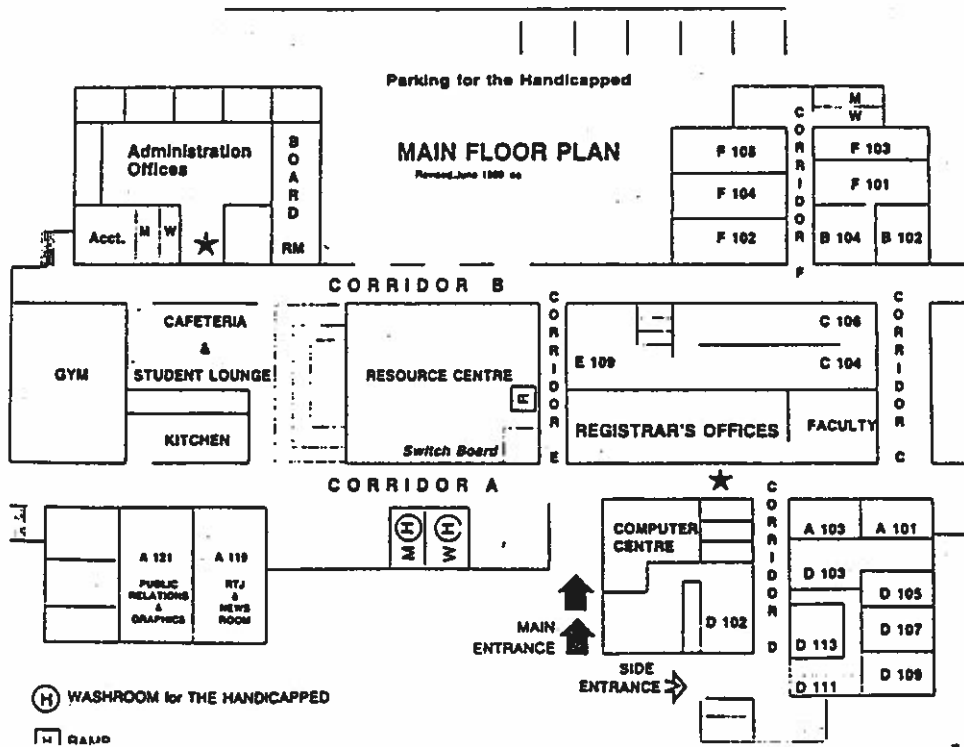 Parking for the Handicapped
MAIN FLOOR PLAN
Revised June 1989
Administration
Offices
BOARD
RM
Acct.
M
W
CORRIDOR F
M
W
F 105
F 104
F 102
F 103
F 101
B 104
B 102
CORRIDOR B
CAFETERIA
&
STUDENT LOUNGE
GYM
KITCHEN
RESOURCE CENTRE
Switch Board
CORRIDOR E
E 109
C 106
C 104
CORRIDOR C
REGISTRAR'S OFFICES
FACULTY
CORRIDOR A
A 121
PUBLIC
RELATIONS
&
GRAPHICS
A 119
RTJ
&
NEWS
ROOM
H
M
H
W
COMPUTER
CENTRE
CORRIDOR D
A 103
A 101
D 103
D 105
D 107
D 109
D 113
D 111
D 102
MAIN
ENTRANCE
SIDE
ENTRANCE
H WASHROOM for THE HANDICAPPED
H RAMP